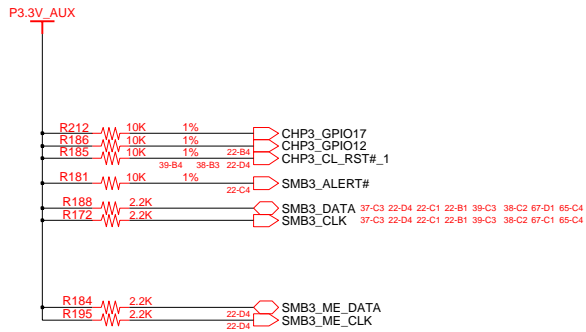 P3.3V_AUX
R212 10K 1% CHP3_GPIO17
R186 10K 1% CHP3_GPIO12
22-B4
R185 10K 1% CHP3_CL_RST#_1
39-B4 38-B3 22-D4
R181 10K 1% SMB3_ALERT#
22-C4
R188 2.2K SMB3_DATA 37-C3 22-D4 22-C1 22-B1 39-C3 38-C2 67-D1 65-C4
R172 2.2K SMB3_CLK 37-C3 22-D4 22-C1 22-B1 39-C3 38-C2 67-C1 65-C4
R184 2.2K SMB3_ME_DATA
22-D4
R195 2.2K SMB3_ME_CLK
22-D4